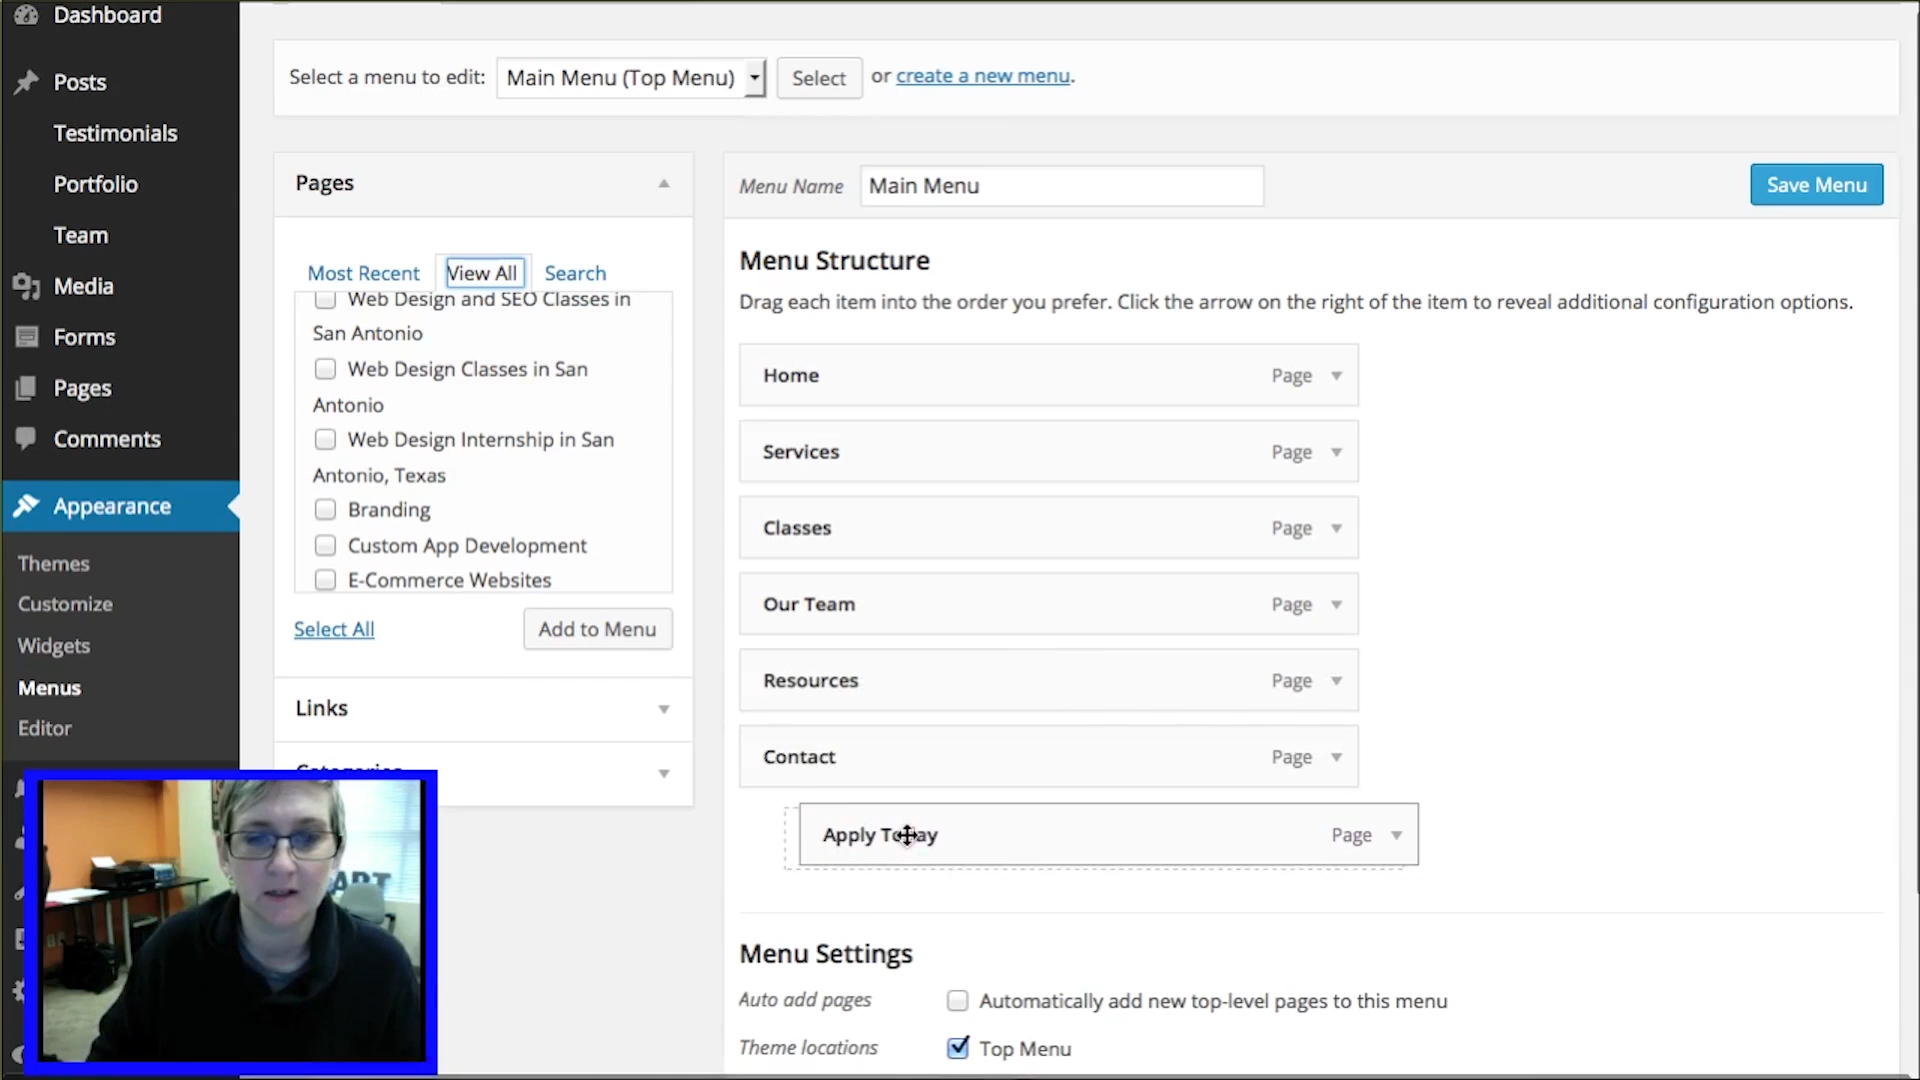 Dashboard
Posts
Testimonials
Portfolio
Team
Media
Forms
Pages
Comments
Appearance
Themes
Customize
Widgets
Menus
Editor
Select a menu to edit: Main Menu (Top Menu) Select or create a new menu.
Pages
Most Recent View All Search
Web Design and SEO Classes in
San Antonio
Web Design Classes in San
Antonio
Web Design Internship in San
Antonio, Texas
Branding
Custom App Development
E-Commerce Websites
Select All Add to Menu
Links
Categories
Menu Name Main Menu Save Menu
Menu Structure
Drag each item into the order you prefer. Click the arrow on the right of the item to reveal additional configuration options.
Home Page
Services Page
Classes Page
Our Team Page
Resources Page
Contact Page
Apply Today Page
Menu Settings
Auto add pages Automatically add new top-level pages to this menu
Theme locations Top Menu